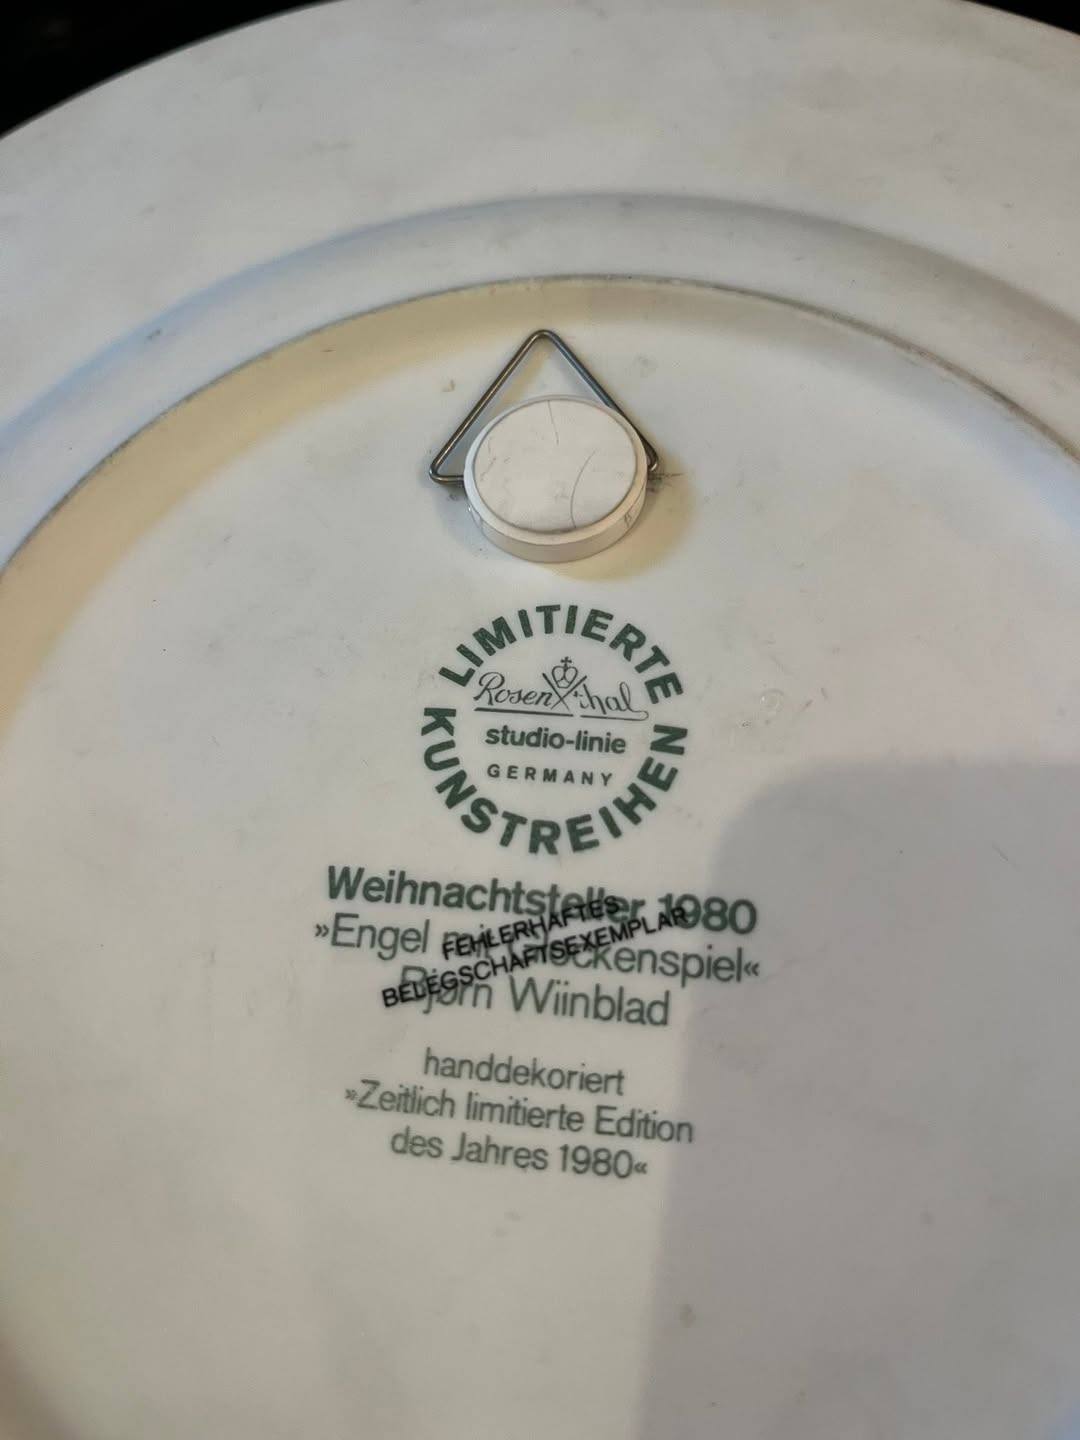 LIMITIERTE
Rosenthal
studio-linie
GERMANY
KUNSTREIHEN
Weihnachtsteller 1980
»Engel mit Glockenspiel«
FEHLERHAFTES
BELEGSCHAFTSEXEMPLAR
Bjørn Wiinblad
handdekoriert
»Zeitlich limitierte Edition
des Jahres 1980«